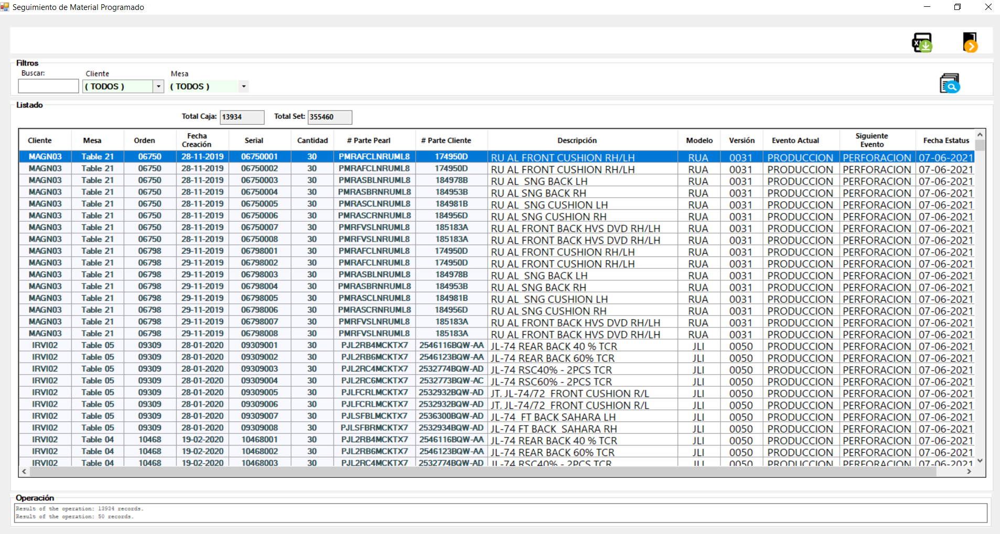 Seguimiento de Material Programado
Filtros
Buscar: Cliente Mesa
( TODOS ) ( TODOS )
Listado
Total Caja: 13934 Total Set: 355460
Cliente Mesa Orden Fecha Creación Serial Cantidad # Parte Pearl # Parte Cliente Descripción Modelo Versión Evento Actual Siguiente Evento Fecha Estatus
MAGN03 Table 21 06750 28-11-2019 06750001 30 PMRAFCLNRUML8 174950D RU AL FRONT CUSHION RH/LH RUA 0031 PRODUCCION PERFORACION 07-06-2021
MAGN03 Table 21 06750 28-11-2019 06750002 30 PMRAFCLNRUML8 174950D RU AL FRONT CUSHION RH/LH RUA 0031 PRODUCCION PERFORACION 07-06-2021
MAGN03 Table 21 06750 28-11-2019 06750003 30 PMRASBLNRUML8 184978B RU AL  SNG BACK LH RUA 0031 PRODUCCION PERFORACION 07-06-2021
MAGN03 Table 21 06750 28-11-2019 06750004 30 PMRASBRNRUML8 184953B RU AL SNG BACK RH RUA 0031 PRODUCCION PERFORACION 07-06-2021
MAGN03 Table 21 06750 28-11-2019 06750005 30 PMRASCLNRUML8 184981B RU AL  SNG CUSHION LH RUA 0031 PRODUCCION PERFORACION 07-06-2021
MAGN03 Table 21 06750 28-11-2019 06750006 30 PMRASCRNRUML8 184956D RU AL SNG CUSHION RH RUA 0031 PRODUCCION PERFORACION 07-06-2021
MAGN03 Table 21 06750 28-11-2019 06750007 30 PMRFVSLNRUML8 185183A RU AL FRONT BACK HVS DVD RH/LH RUA 0031 PRODUCCION PERFORACION 07-06-2021
MAGN03 Table 21 06750 28-11-2019 06750008 30 PMRFVSLNRUML8 185183A RU AL FRONT BACK HVS DVD RH/LH RUA 0031 PRODUCCION PERFORACION 07-06-2021
MAGN03 Table 21 06798 29-11-2019 06798001 30 PMRAFCLNRUML8 174950D RU AL FRONT CUSHION RH/LH RUA 0031 PRODUCCION PERFORACION 07-06-2021
MAGN03 Table 21 06798 29-11-2019 06798002 30 PMRAFCLNRUML8 174950D RU AL FRONT CUSHION RH/LH RUA 0031 PRODUCCION PERFORACION 07-06-2021
MAGN03 Table 21 06798 29-11-2019 06798003 30 PMRASBLNRUML8 184978B RU AL  SNG BACK LH RUA 0031 PRODUCCION PERFORACION 07-06-2021
MAGN03 Table 21 06798 29-11-2019 06798004 30 PMRASBRNRUML8 184953B RU AL SNG BACK RH RUA 0031 PRODUCCION PERFORACION 07-06-2021
MAGN03 Table 21 06798 29-11-2019 06798005 30 PMRASCLNRUML8 184981B RU AL  SNG CUSHION LH RUA 0031 PRODUCCION PERFORACION 07-06-2021
MAGN03 Table 21 06798 29-11-2019 06798006 30 PMRASCRNRUML8 184956D RU AL SNG CUSHION RH RUA 0031 PRODUCCION PERFORACION 07-06-2021
MAGN03 Table 21 06798 29-11-2019 06798007 30 PMRFVSLNRUML8 185183A RU AL FRONT BACK HVS DVD RH/LH RUA 0031 PRODUCCION PERFORACION 07-06-2021
MAGN03 Table 21 06798 29-11-2019 06798008 30 PMRFVSLNRUML8 185183A RU AL FRONT BACK HVS DVD RH/LH RUA 0031 PRODUCCION PERFORACION 07-06-2021
IRVI02 Table 05 09309 28-01-2020 09309001 30 PJL2RB4MCKTX7 2546116BQW-AA JL-74 REAR BACK 40 % TCR JLI 0050 PRODUCCION PERFORACION 07-06-2021
IRVI02 Table 05 09309 28-01-2020 09309002 30 PJL2RB6MCKTX7 2546123BQW-AA JL-74 REAR BACK 60% TCR JLI 0050 PRODUCCION PERFORACION 07-06-2021
IRVI02 Table 05 09309 28-01-2020 09309003 30 PJL2RC4MCKTX7 2532774BQW-AD JL-74 RSC40% - 2PCS TCR JLI 0050 PRODUCCION PERFORACION 07-06-2021
IRVI02 Table 05 09309 28-01-2020 09309004 30 PJL2RC6MCKTX7 2532773BQW-AC JL-74 RSC60% - 2PCS TCR JLI 0050 PRODUCCION PERFORACION 07-06-2021
IRVI02 Table 05 09309 28-01-2020 09309005 30 PJLFCRLMCKTX7 2532932BQW-AD JT. JL-74/72  FRONT CUSHION R/L JLI 0050 PRODUCCION PERFORACION 07-06-2021
IRVI02 Table 05 09309 28-01-2020 09309006 30 PJLFCRLMCKTX7 2532932BQW-AD JT. JL-74/72  FRONT CUSHION R/L JLI 0050 PRODUCCION PERFORACION 07-06-2021
IRVI02 Table 05 09309 28-01-2020 09309007 30 PJLSFBLMCKTX7 2536300BQW-AD JL-74  FT BACK SAHARA LH JLI 0050 PRODUCCION PERFORACION 07-06-2021
IRVI02 Table 05 09309 28-01-2020 09309008 30 PJLSFBRMCKTX7 2532934BQW-AD JL-74 FT BACK  SAHARA RH JLI 0050 PRODUCCION PERFORACION 07-06-2021
IRVI02 Table 04 10468 19-02-2020 10468001 30 PJL2RB4MCKTX7 2546116BQW-AA JL-74 REAR BACK 40 % TCR JLI 0050 PRODUCCION PERFORACION 07-06-2021
IRVI02 Table 04 10468 19-02-2020 10468002 30 PJL2RB6MCKTX7 2546123BQW-AA JL-74 REAR BACK 60% TCR JLI 0050 PRODUCCION PERFORACION 07-06-2021
IRVI02 Table 04 10468 19-02-2020 10468003 30 PJL2RC4MCKTX7 2532774BQW-AD JL-74 RSC40% - 2PCS TCR JLI 0050 PRODUCCION PERFORACION 07-06-2021
Operación
Result of the operation: 13934 records.
Result of the operation: 50 records.